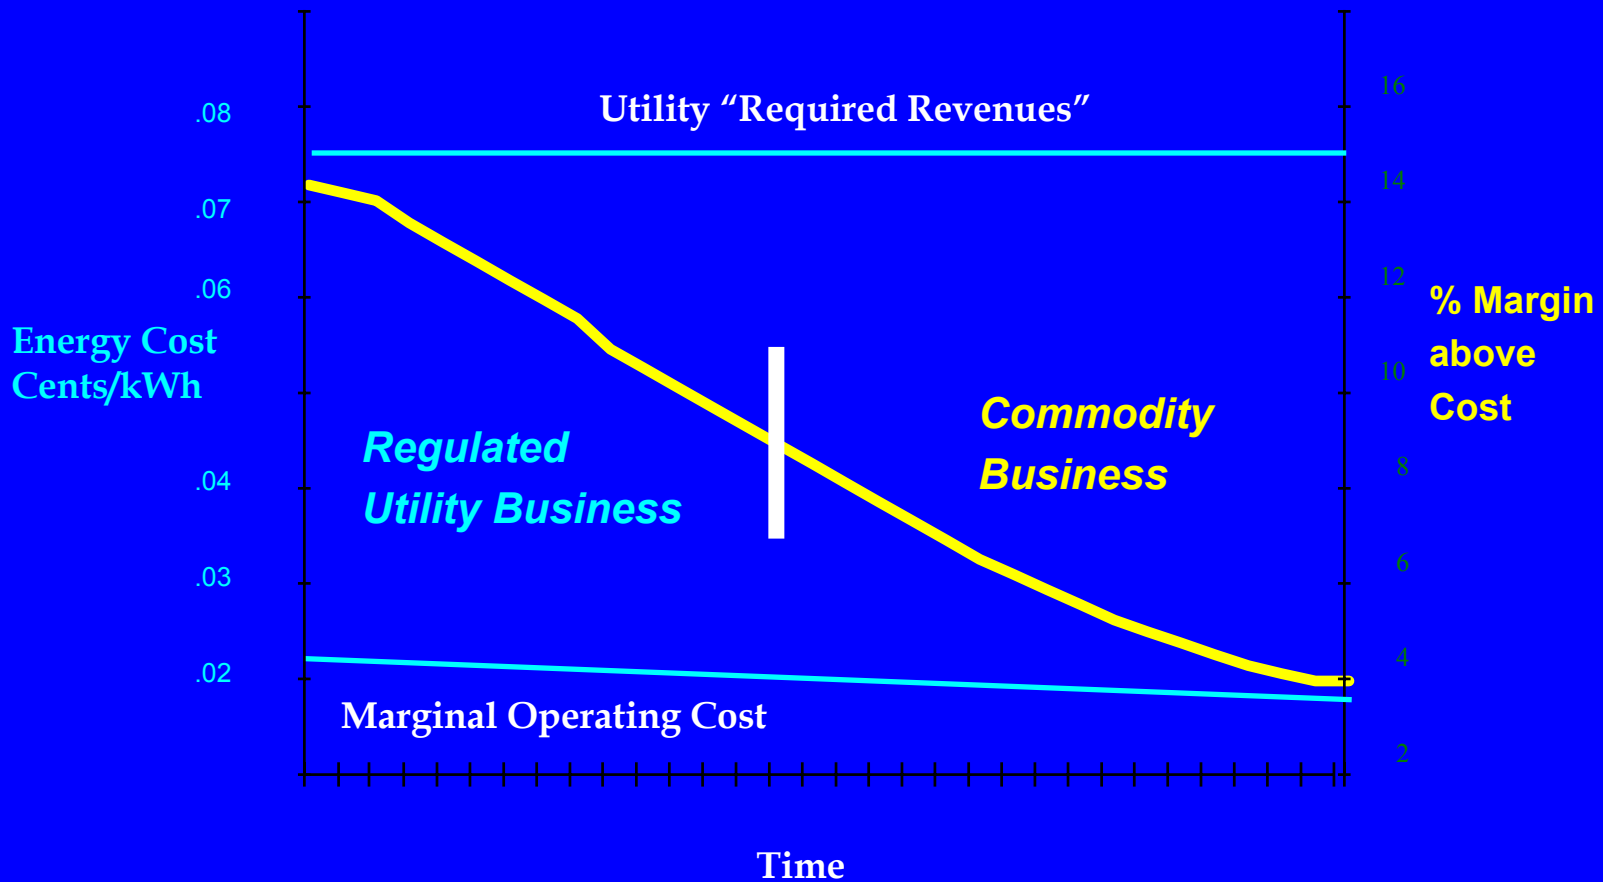 Utility “Required Revenues”
.08
.07
.06
.04
.03
.02
Energy Cost
Cents/kWh
Regulated
Utility Business
Commodity
Business
16
14
12
10
8
6
4
2
% Margin
above
Cost
Marginal Operating Cost
Time